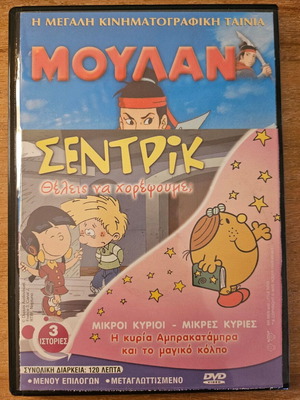 Η ΜΕΓΑΛΗ ΚΙΝΗΜΑΤΟΓΡΑΦΙΚΗ ΤΑΙΝΙΑ
ΜΟΥΛΑΝ
ΣΕΝΤΡΙΚ
Θέλεις να χορέψουμε;
3
ΙΣΤΟΡΙΕΣ
ΜΙΚΡΟΙ ΚΥΡΙΟΙ - ΜΙΚΡΕΣ ΚΥΡΙΕΣ
Η κυρία Αμπρακατάμπρα
και το μαγικό κόλπο
ΣΥΝΟΛΙΚΗ ΔΙΑΡΚΕΙΑ: 120 ΛΕΠΤΑ
• ΜΕΝΟΥ ΕΠΙΛΟΓΩΝ • ΜΕΤΑΓΛΩΤΤΙΣΜΕΝΟ
DVD
VIDEO